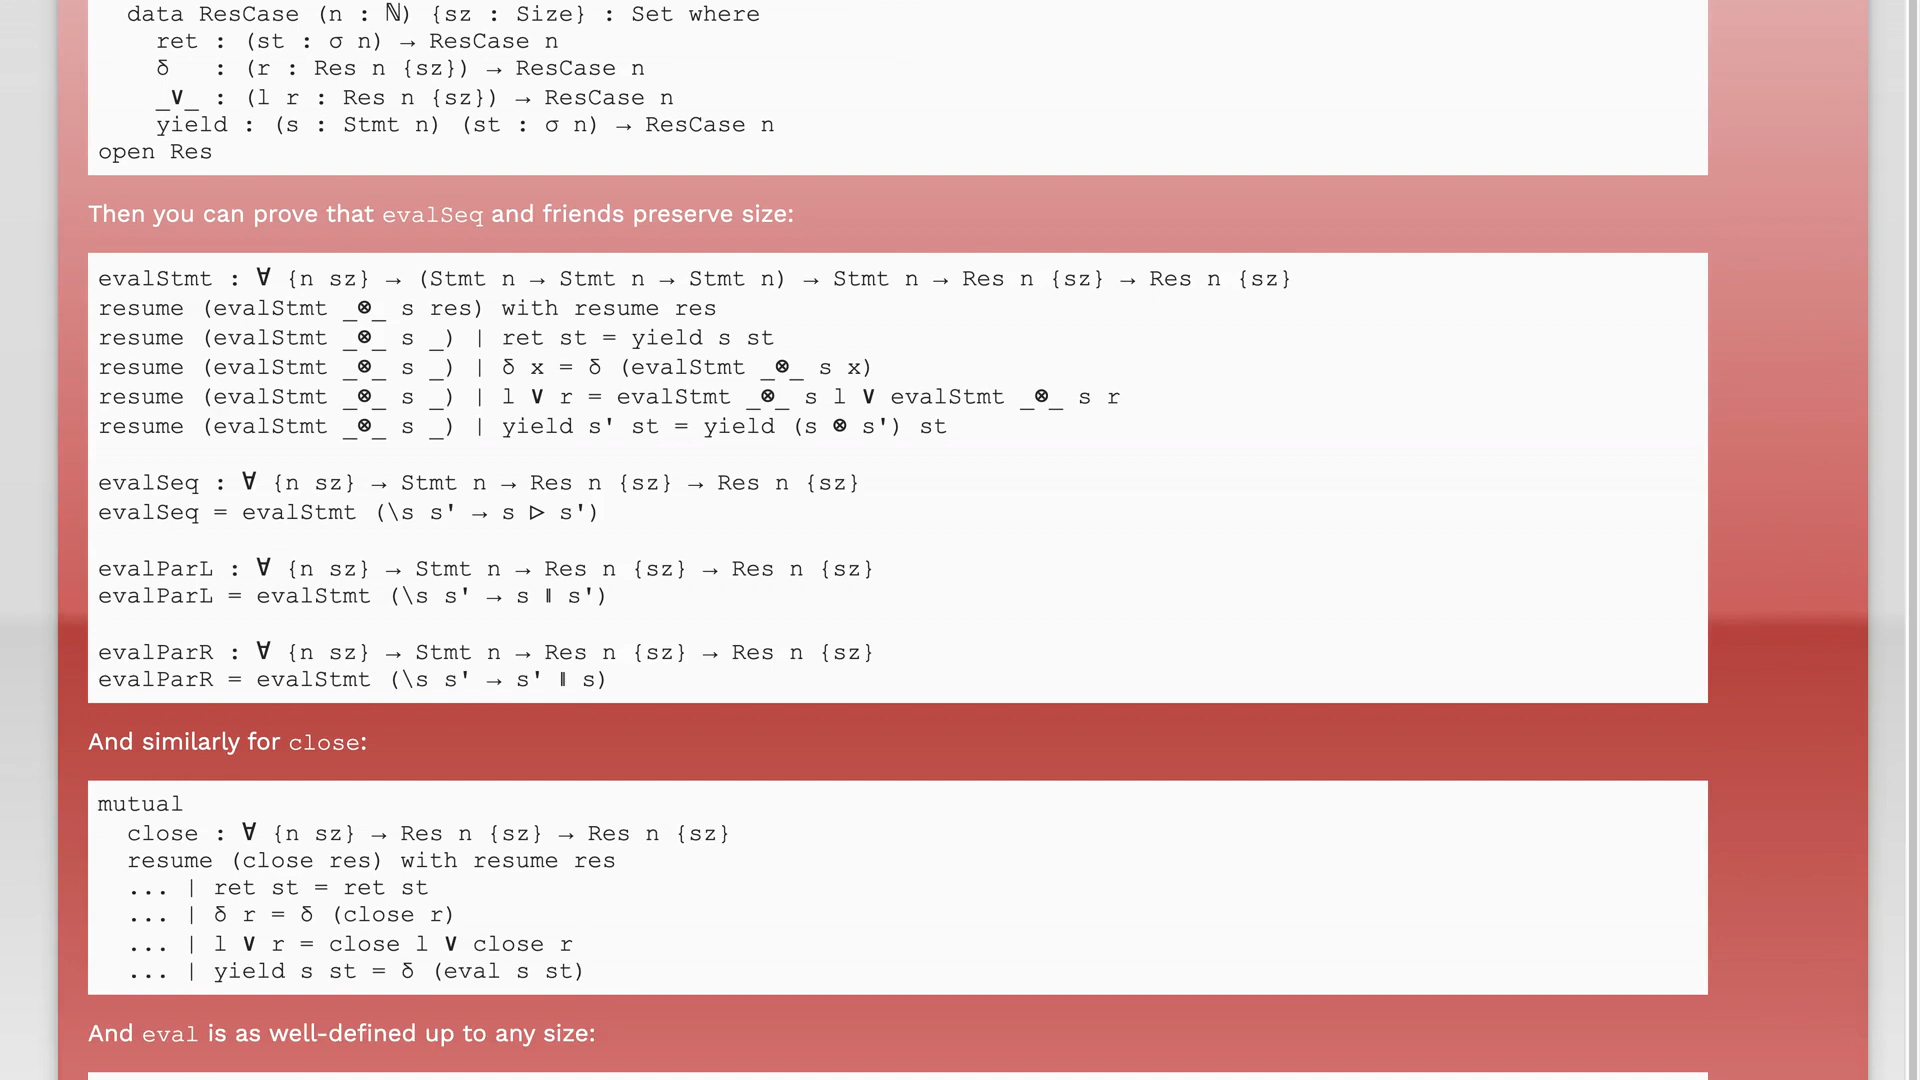 data ResCase (n : ℕ) {sz : Size} : Set where
ret : (st : σ n) → ResCase n
δ : (r : Res n {sz}) → ResCase n
_∨_ : (l r : Res n {sz}) → ResCase n
yield : (s : Stmt n) (st : σ n) → ResCase n
open Res
Then you can prove that evalSeq and friends preserve size:
evalStmt : ∀ {n sz} → (Stmt n → Stmt n → Stmt n) → Stmt n → Res n {sz} → Res n {sz}
resume (evalStmt _⊗_ s res) with resume res
resume (evalStmt _⊗_ s _) | ret st = yield s st
resume (evalStmt _⊗_ s _) | δ x = δ (evalStmt _⊗_ s x)
resume (evalStmt _⊗_ s _) | l ∨ r = evalStmt _⊗_ s l ∨ evalStmt _⊗_ s r
resume (evalStmt _⊗_ s _) | yield s' st = yield (s ⊗ s') st
evalSeq : ∀ {n sz} → Stmt n → Res n {sz} → Res n {sz}
evalSeq = evalStmt (\s s' → s ▷ s')
evalParL : ∀ {n sz} → Stmt n → Res n {sz} → Res n {sz}
evalParL = evalStmt (\s s' → s ∥ s')
evalParR : ∀ {n sz} → Stmt n → Res n {sz} → Res n {sz}
evalParR = evalStmt (\s s' → s' ∥ s)
And similarly for close:
mutual
close : ∀ {n sz} → Res n {sz} → Res n {sz}
resume (close res) with resume res
... | ret st = ret st
... | δ r = δ (close r)
... | l ∨ r = close l ∨ close r
... | yield s st = δ (eval s st)
And eval is as well-defined up to any size: